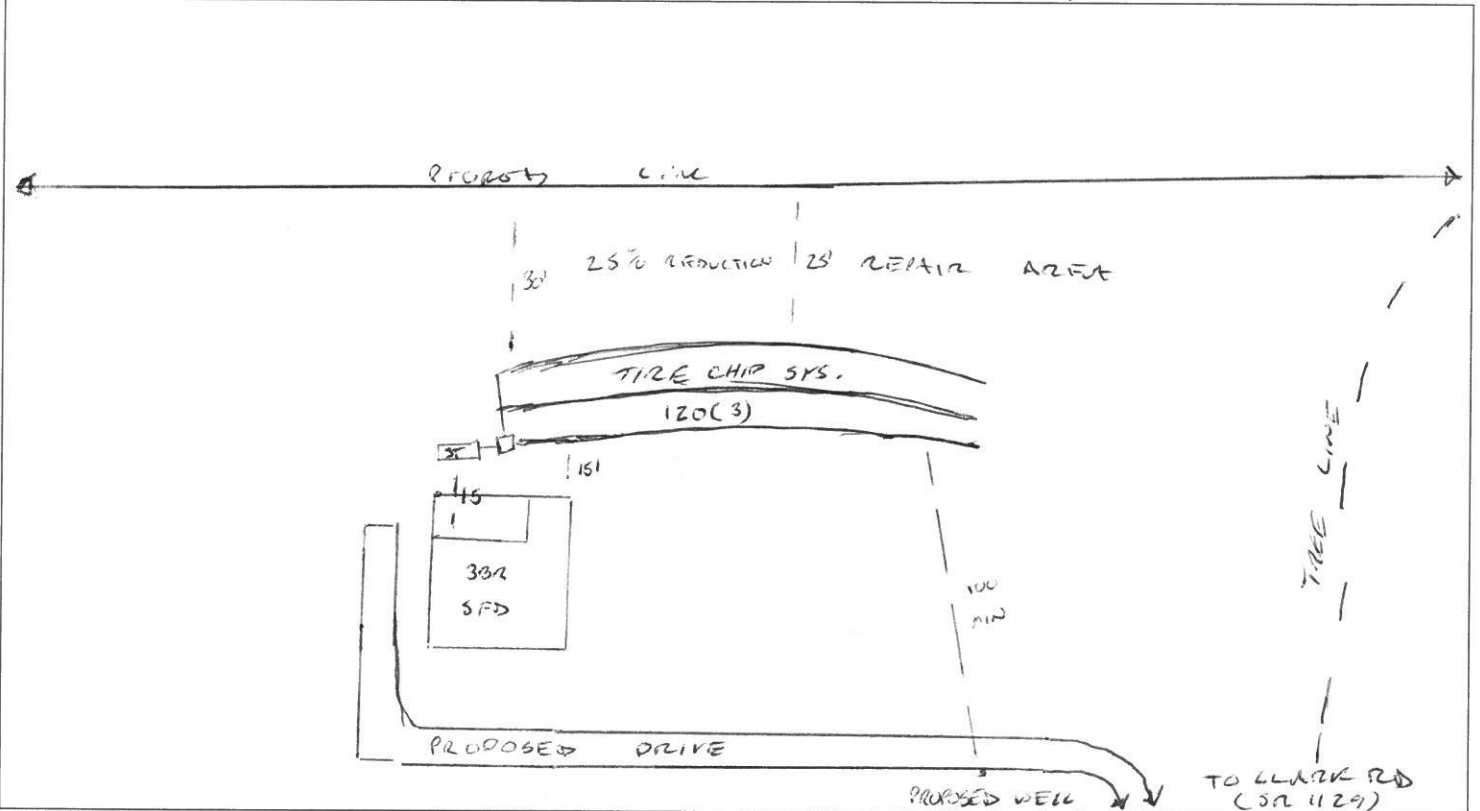 PROPERTY LINE
30' 25% REDUCTION 25' REPAIR AREA
TIRE CHIP SYS.
120(3)
ST
15'
15
3BR
SFD
100
MIN
TREE LINE
PROPOSED DRIVE
PROPOSED WELL
TO CLARK RD
(SR 1129)